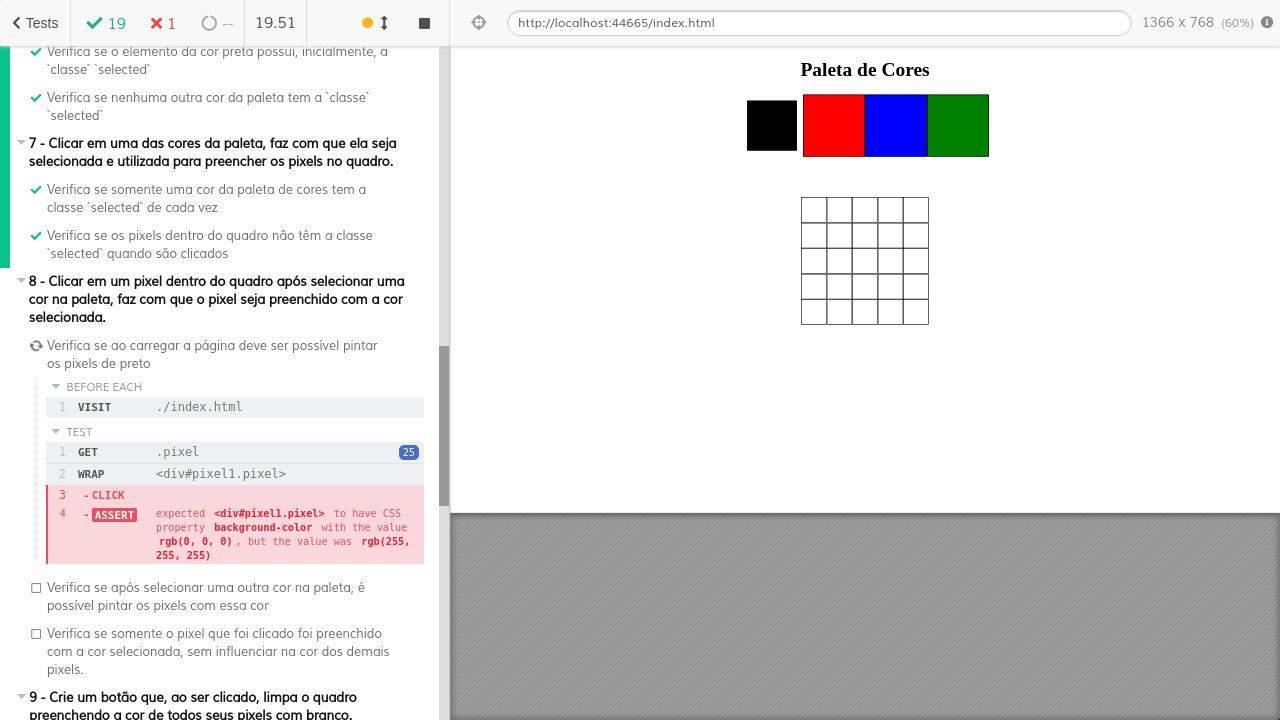 Tests
19
1
--
19.51
http://localhost:44665/index.html
1366 x 768 (60%)
Verifica se o elemento da cor preta possui, inicialmente, a
`classe` `selected`
Verifica se nenhuma outra cor da paleta tem a `classe`
`selected`
7 - Clicar em uma das cores da paleta, faz com que ela seja
selecionada e utilizada para preencher os pixels no quadro.
Verifica se somente uma cor da paleta de cores tem a
classe `selected` de cada vez
Verifica se os pixels dentro do quadro não têm a classe
`selected` quando são clicados
8 - Clicar em um pixel dentro do quadro após selecionar uma
cor na paleta, faz com que o pixel seja preenchido com a cor
selecionada.
Verifica se ao carregar a página deve ser possível pintar
os pixels de preto
BEFORE EACH
1 VISIT ./index.html
TEST
1 GET .pixel 25
2 WRAP <div#pixel1.pixel>
3 -CLICK
4 -ASSERT expected <div#pixel1.pixel> to have CSS
property background-color with the value
rgb(0, 0, 0), but the value was rgb(255,
255, 255)
Verifica se após selecionar uma outra cor na paleta, é
possível pintar os pixels com essa cor
Verifica se somente o pixel que foi clicado foi preenchido
com a cor selecionada, sem influenciar na cor dos demais
pixels.
9 - Crie um botão que, ao ser clicado, limpa o quadro
preenchendo a cor de todos seus pixels com branco.
Paleta de Cores